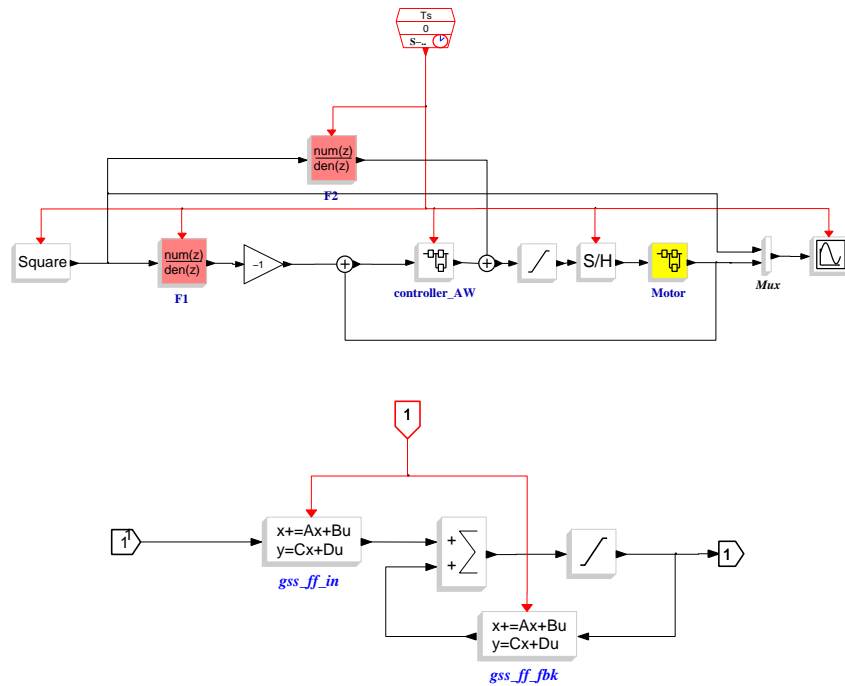 Ts
0
S–..
num(z)
den(z)
F2
Square
num(z)
den(z)
F1
–1
controller_AW
S/H
Motor
Mux
1
1
x+=Ax+Bu
y=Cx+Du
gss_ff_in
+
+
1
x+=Ax+Bu
y=Cx+Du
gss_ff_fbk